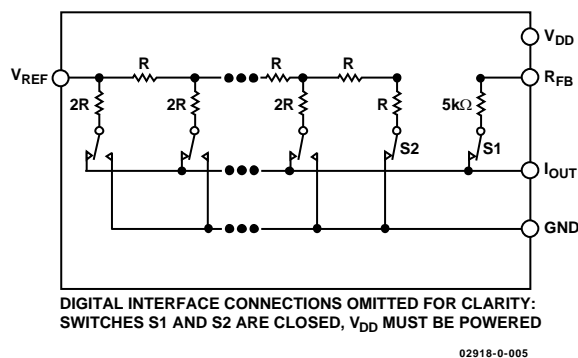 V_DD
V_REF R R R R_FB
2R 2R 2R R 5kΩ
S2 S1
I_OUT
GND
DIGITAL INTERFACE CONNECTIONS OMITTED FOR CLARITY:
SWITCHES S1 AND S2 ARE CLOSED, V_DD MUST BE POWERED
02918-0-005